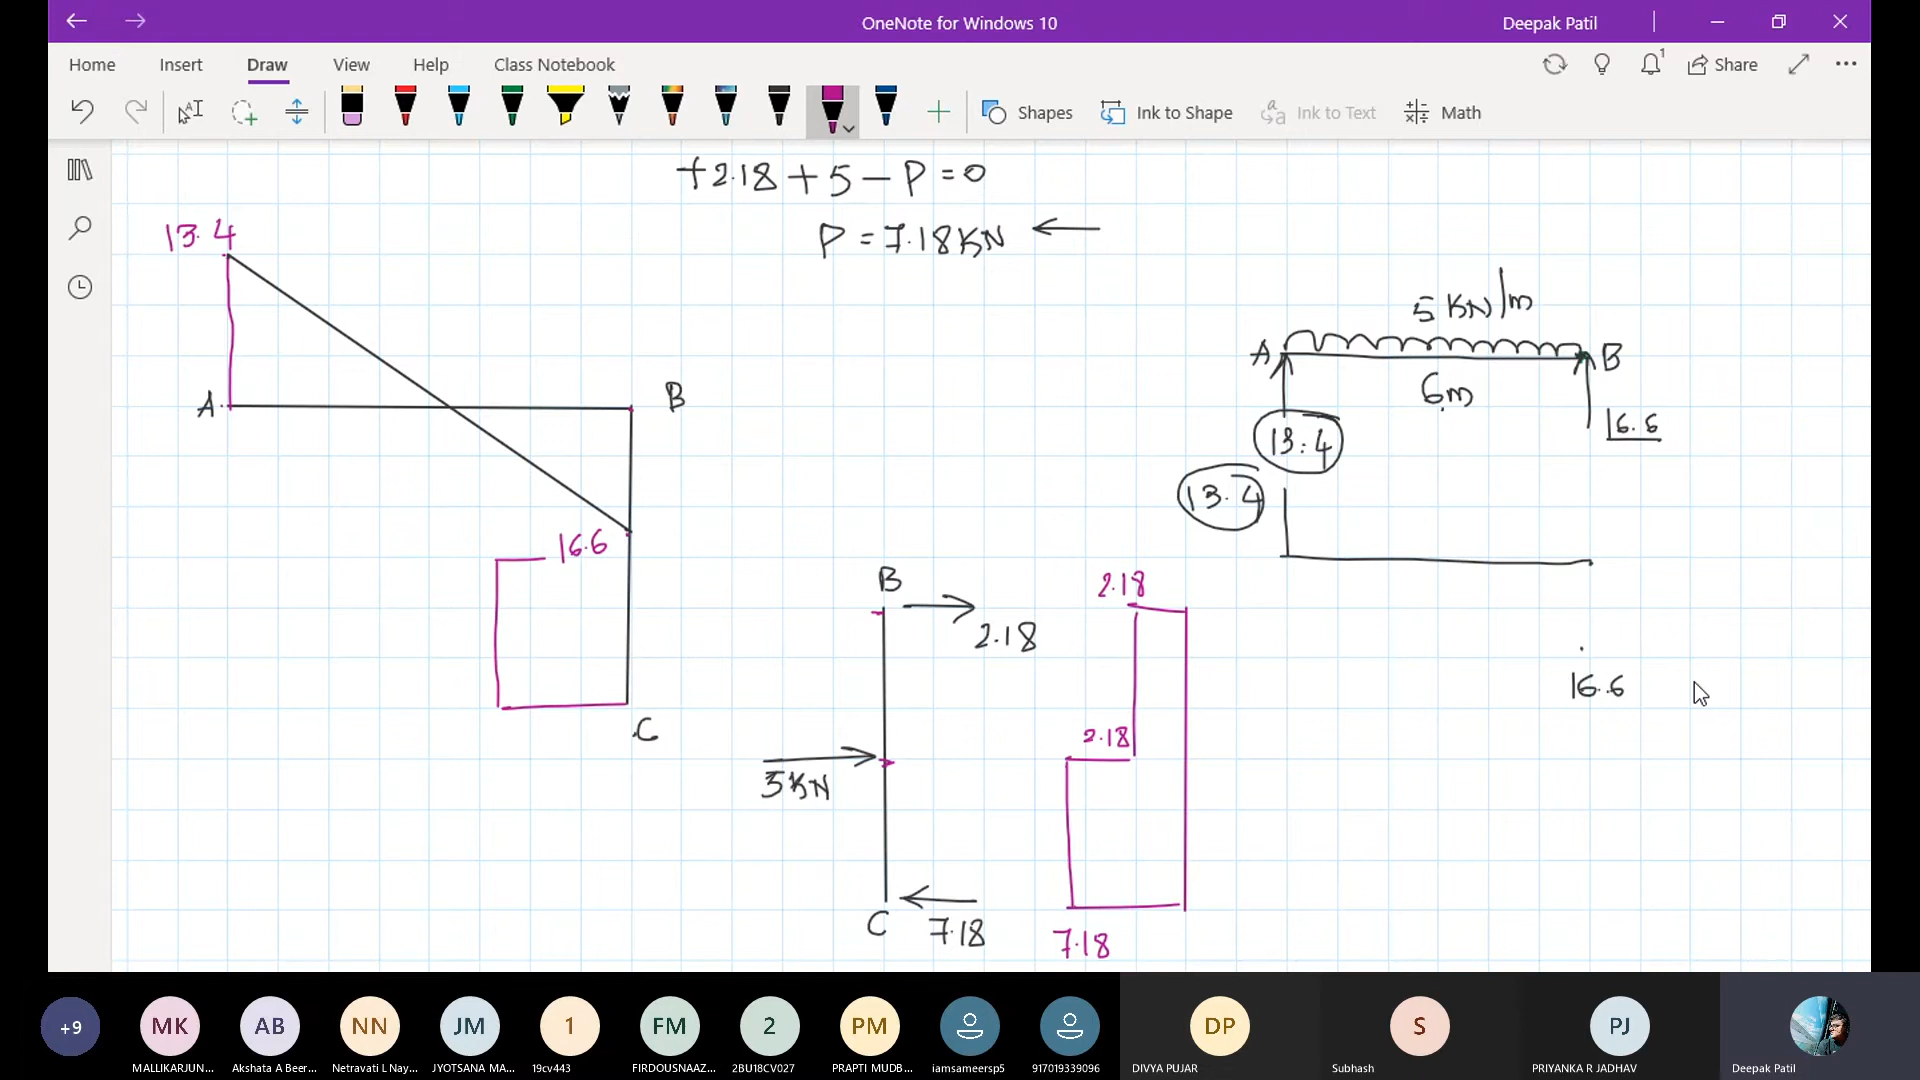 OneNote for Windows 10
Deepak Patil
Home Insert Draw View Help Class Notebook
1
Share
Shapes Ink to Shape Ink to Text Math
+2.18 + 5 - P = 0
P = 7.18KN ←
13.4
A
B
16.6
C
5 KN/m
A B
6m
13.4
16.6
13.4
16.6
B
2.18
5KN
C
7.18
2.18
2.18
7.18
+9 MK AB NN JM 1 FM 2 PM DP S PJ
MALLIKARJUN... Akshata A Beer... Netravati L Nay... JYOTSANA MA... 19cv443 FIRDOUSNAAZ... 2BU18CV027 PRAPTI MUDB... iamsameersp5 917019339096 DIVYA PUJAR Subhash PRIYANKA R JADHAV Deepak Patil